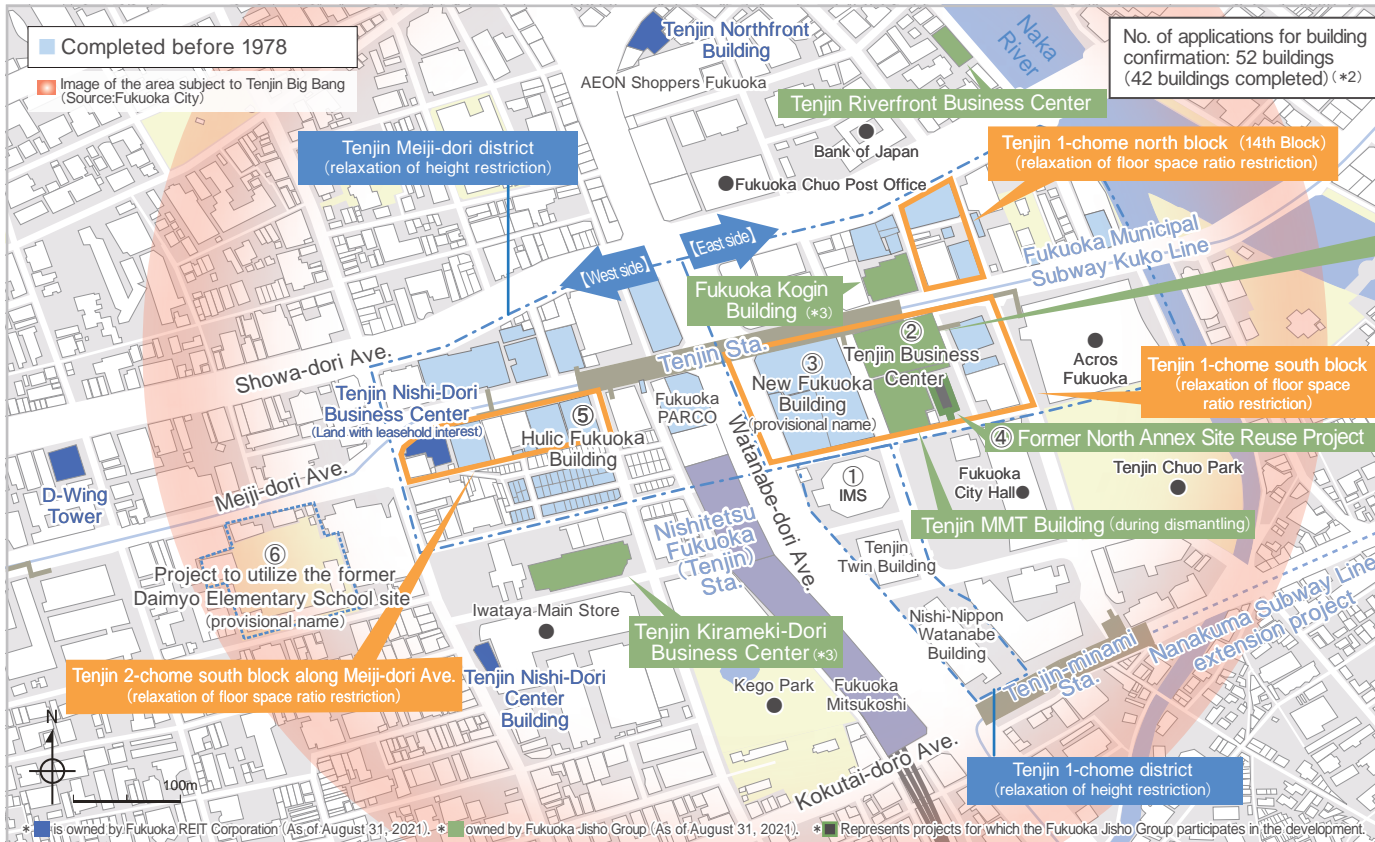 Completed before 1978
Image of the area subject to Tenjin Big Bang
(Source:Fukuoka City)
Tenjin Northfront
Building
AEON Shoppers Fukuoka
Naka
River
No. of applications for building
confirmation: 52 buildings
(42 buildings completed) (*2)
Tenjin Riverfront Business Center
Tenjin Meiji-dori district
(relaxation of height restriction)
Bank of Japan
Tenjin 1-chome north block (14th Block)
(relaxation of floor space ratio restriction)
Fukuoka Chuo Post Office
【West side】
【East side】
Fukuoka Municipal
Subway Kuko Line
Fukuoka Kogin
Building (*3)
Showa-dori Ave.
Tenjin Sta.
②
Tenjin Business
Center
Acros
Fukuoka
③
New Fukuoka
Building
(provisional name)
Tenjin 1-chome south block
(relaxation of floor space
ratio restriction)
Tenjin Nishi-Dori
Business Center
(Land with leasehold interest)
⑤
Hulic Fukuoka
Building
Fukuoka
PARCO
Watanabe-dori Ave.
④ Former North Annex Site Reuse Project
D-Wing
Tower
Meiji-dori Ave.
①
IMS
Fukuoka
City Hall
Tenjin Chuo Park
Tenjin MMT Building (during dismantling)
Nishitetsu
Fukuoka
(Tenjin)
Sta.
⑥
Project to utilize the former
Daimyo Elementary School site
(provisional name)
Tenjin
Twin Building
Iwataya Main Store
Tenjin Kirameki-Dori
Business Center (*3)
Nishi-Nippon
Watanabe
Building
Tenjin-minami
Sta.
Nanakuma Subway Line
extension project
Tenjin 2-chome south block along Meiji-dori Ave.
(relaxation of floor space ratio restriction)
Tenjin Nishi-Dori
Center
Building
Kego Park
Fukuoka
Mitsukoshi
Kokutai-doro Ave.
Tenjin 1-chome district
(relaxation of height restriction)
N
100m
* is owned by Fukuoka REIT Corporation (As of August 31, 2021). * owned by Fukuoka Jisho Group (As of August 31, 2021). * Represents projects for which the Fukuoka Jisho Group participates in the development.